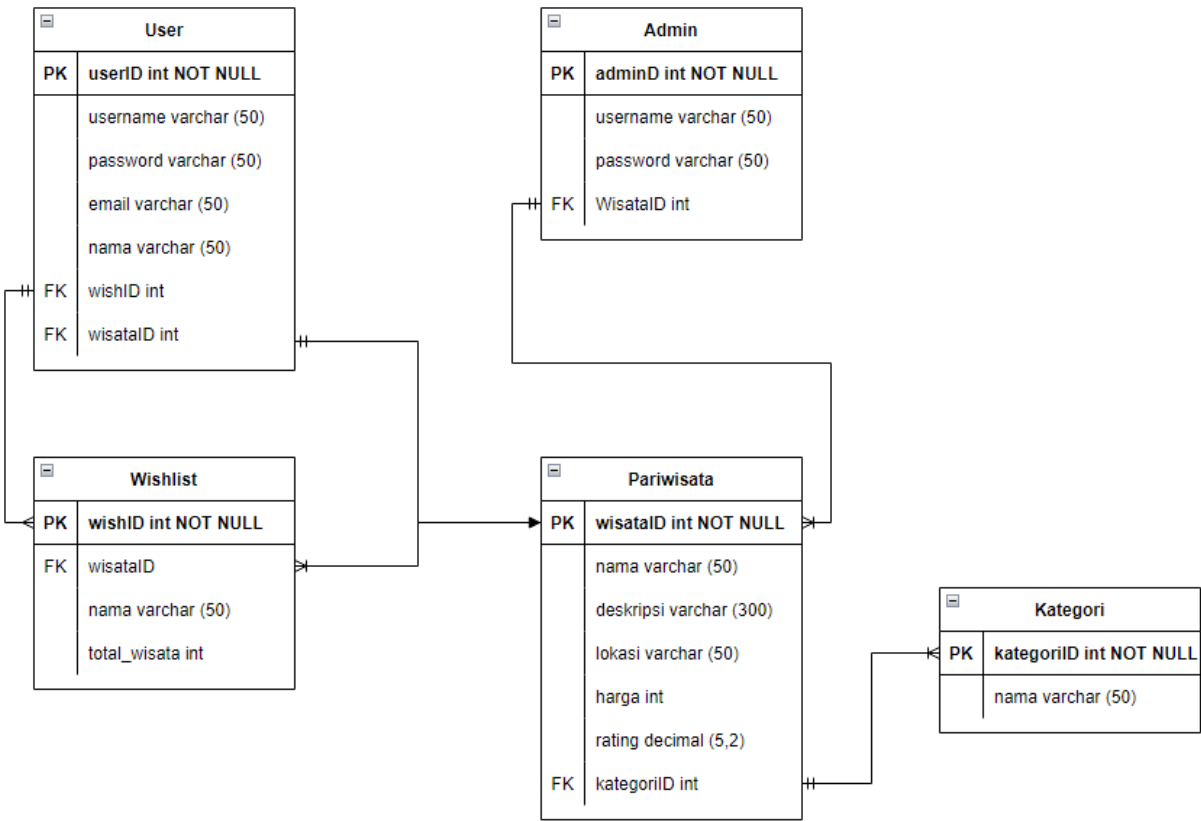 User
PK userID int NOT NULL
username varchar (50)
password varchar (50)
email varchar (50)
nama varchar (50)
FK wishID int
FK wisataID int
Admin
PK adminD int NOT NULL
username varchar (50)
password varchar (50)
FK WisataID int
Wishlist
PK wishID int NOT NULL
FK wisataID
nama varchar (50)
total_wisata int
Pariwisata
PK wisataID int NOT NULL
nama varchar (50)
deskripsi varchar (300)
lokasi varchar (50)
harga int
rating decimal (5,2)
FK kategoriID int
Kategori
PK kategoriID int NOT NULL
nama varchar (50)